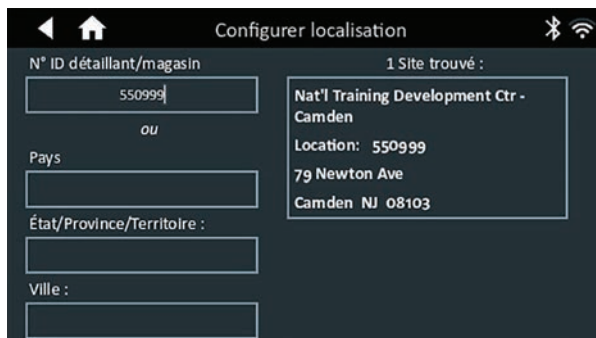 Configurer localisation
N° ID détaillant/magasin
550999
ou
Pays
État/Province/Territoire :
Ville :
1 Site trouvé :
Nat'l Training Development Ctr -
Camden
Location: 550999
79 Newton Ave
Camden NJ 08103